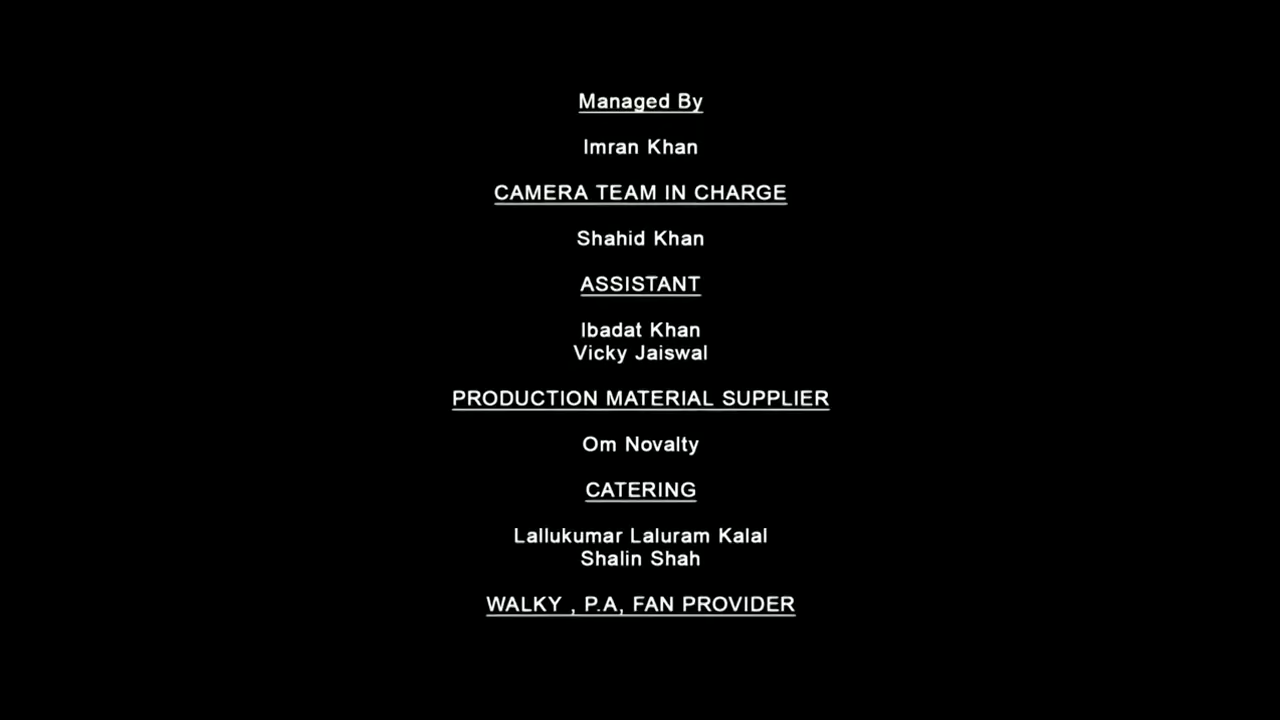 Managed By
Imran Khan
CAMERA TEAM IN CHARGE
Shahid Khan
ASSISTANT
Ibadat Khan
Vicky Jaiswal
PRODUCTION MATERIAL SUPPLIER
Om Novalty
CATERING
Lallukumar Laluram Kalal
Shalin Shah
WALKY , P.A, FAN PROVIDER